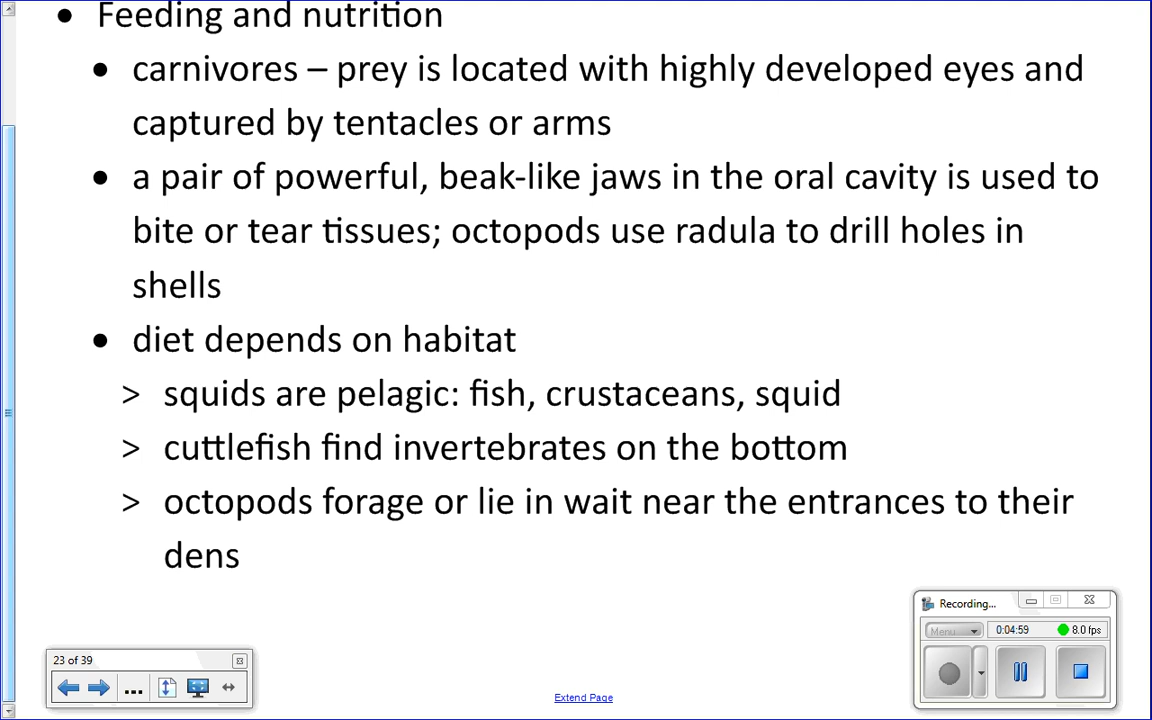 • Feeding and nutrition
• carnivores – prey is located with highly developed eyes and
captured by tentacles or arms
• a pair of powerful, beak-like jaws in the oral cavity is used to
bite or tear tissues; octopods use radula to drill holes in
shells
• diet depends on habitat
> squids are pelagic: fish, crustaceans, squid
> cuttlefish find invertebrates on the bottom
> octopods forage or lie in wait near the entrances to their
dens
Recording...
Menu
0:04:59
8.0 fps
23 of 39
...
Extend Page